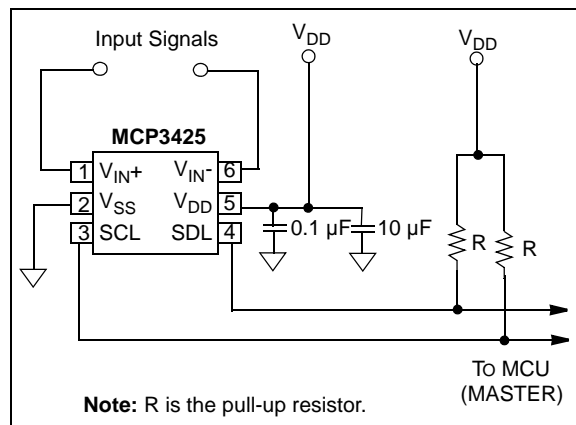 Input Signals
VDD
VDD
MCP3425
1 VIN+ VIN- 6
2 VSS VDD 5
3 SCL SDL 4
0.1 µF
10 µF
R
R
TO MCU
(MASTER)
Note: R is the pull-up resistor.